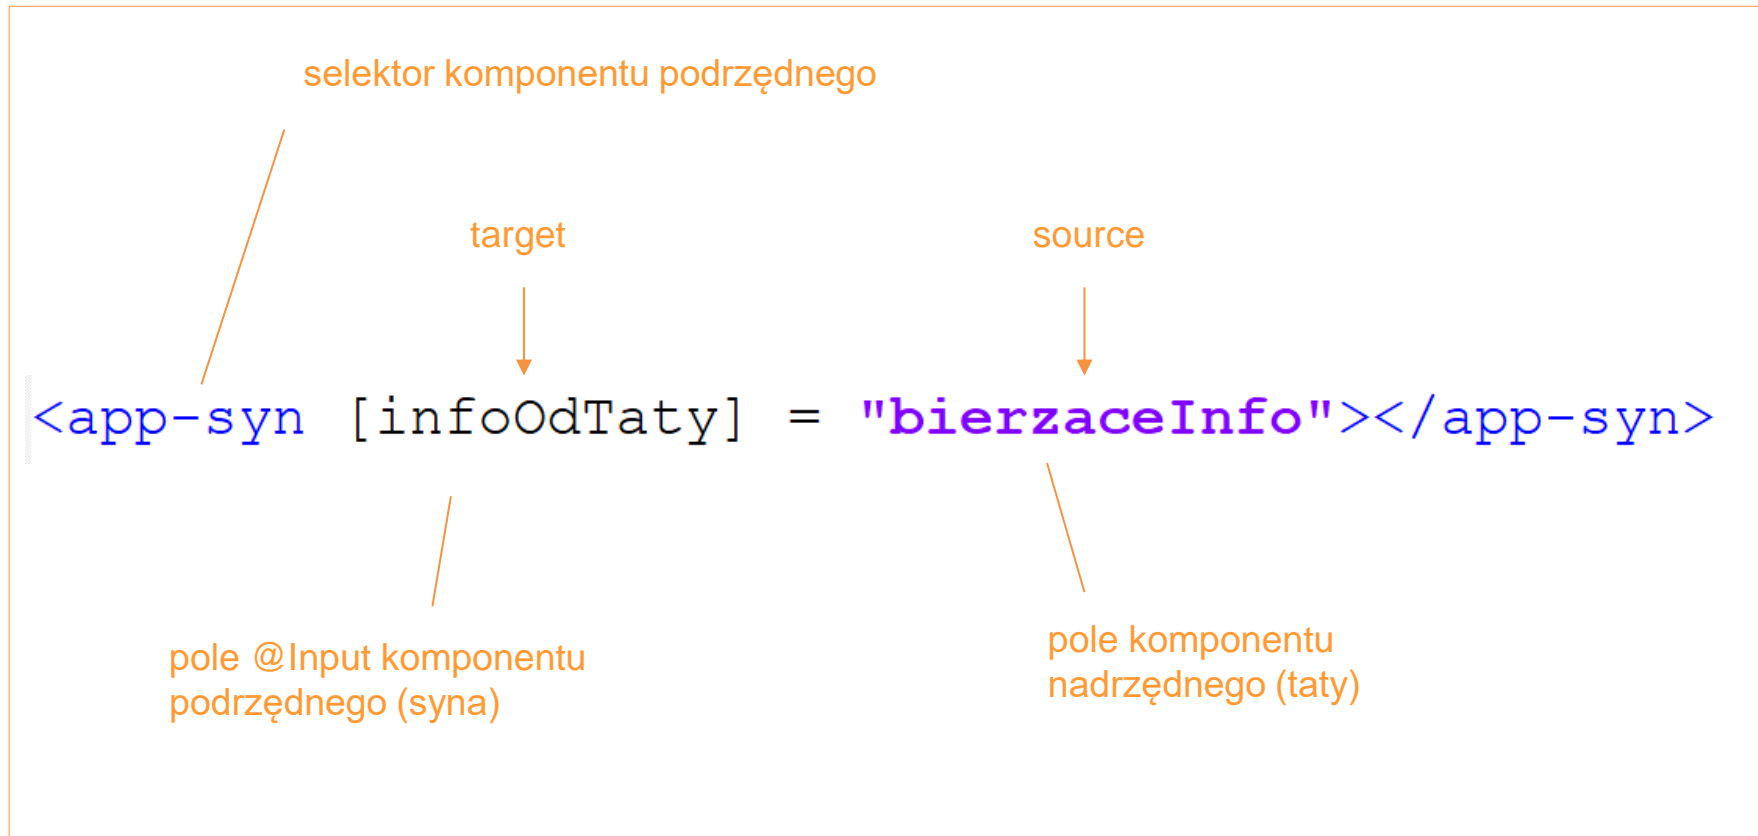 selektor komponentu podrzędnego
target
source
<app-syn [infoOdTaty] = "bierzaceInfo"></app-syn>
pole @Input komponentu
podrzędnego (syna)
pole komponentu
nadrzędnego (taty)